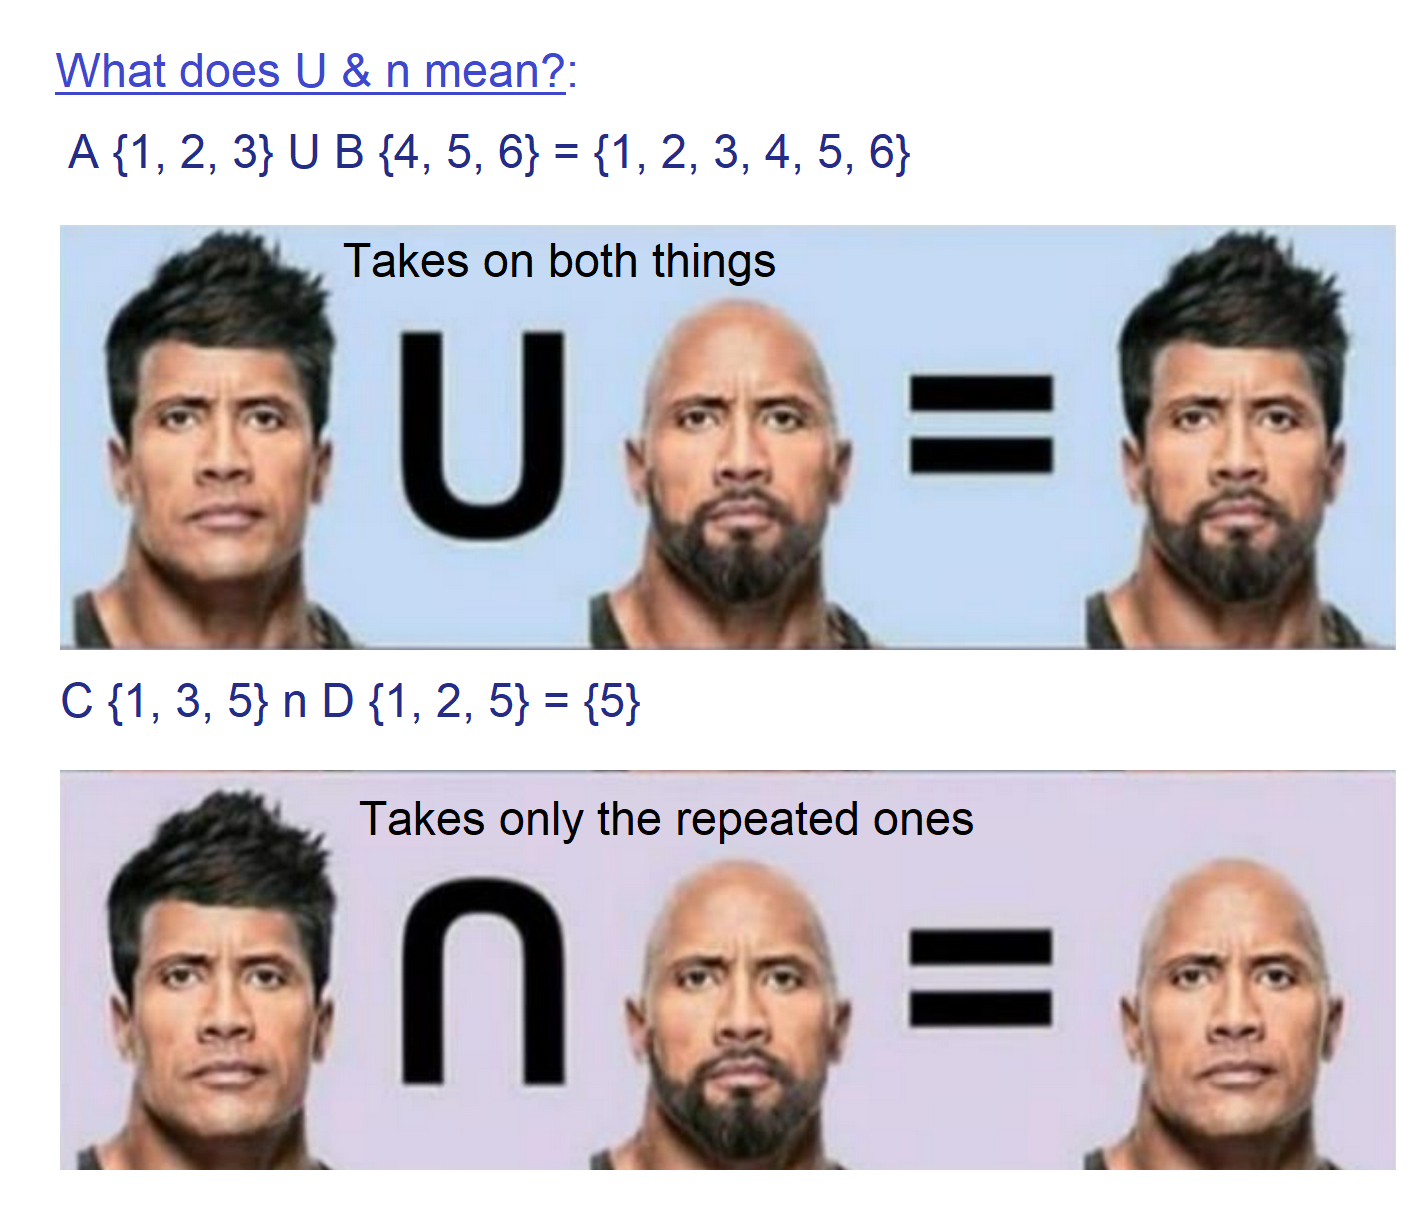 What does U & n mean?:
A {1, 2, 3} U B {4, 5, 6} = {1, 2, 3, 4, 5, 6}
Takes on both things
U =
C {1, 3, 5} n D {1, 2, 5} = {5}
Takes only the repeated ones
∩ =